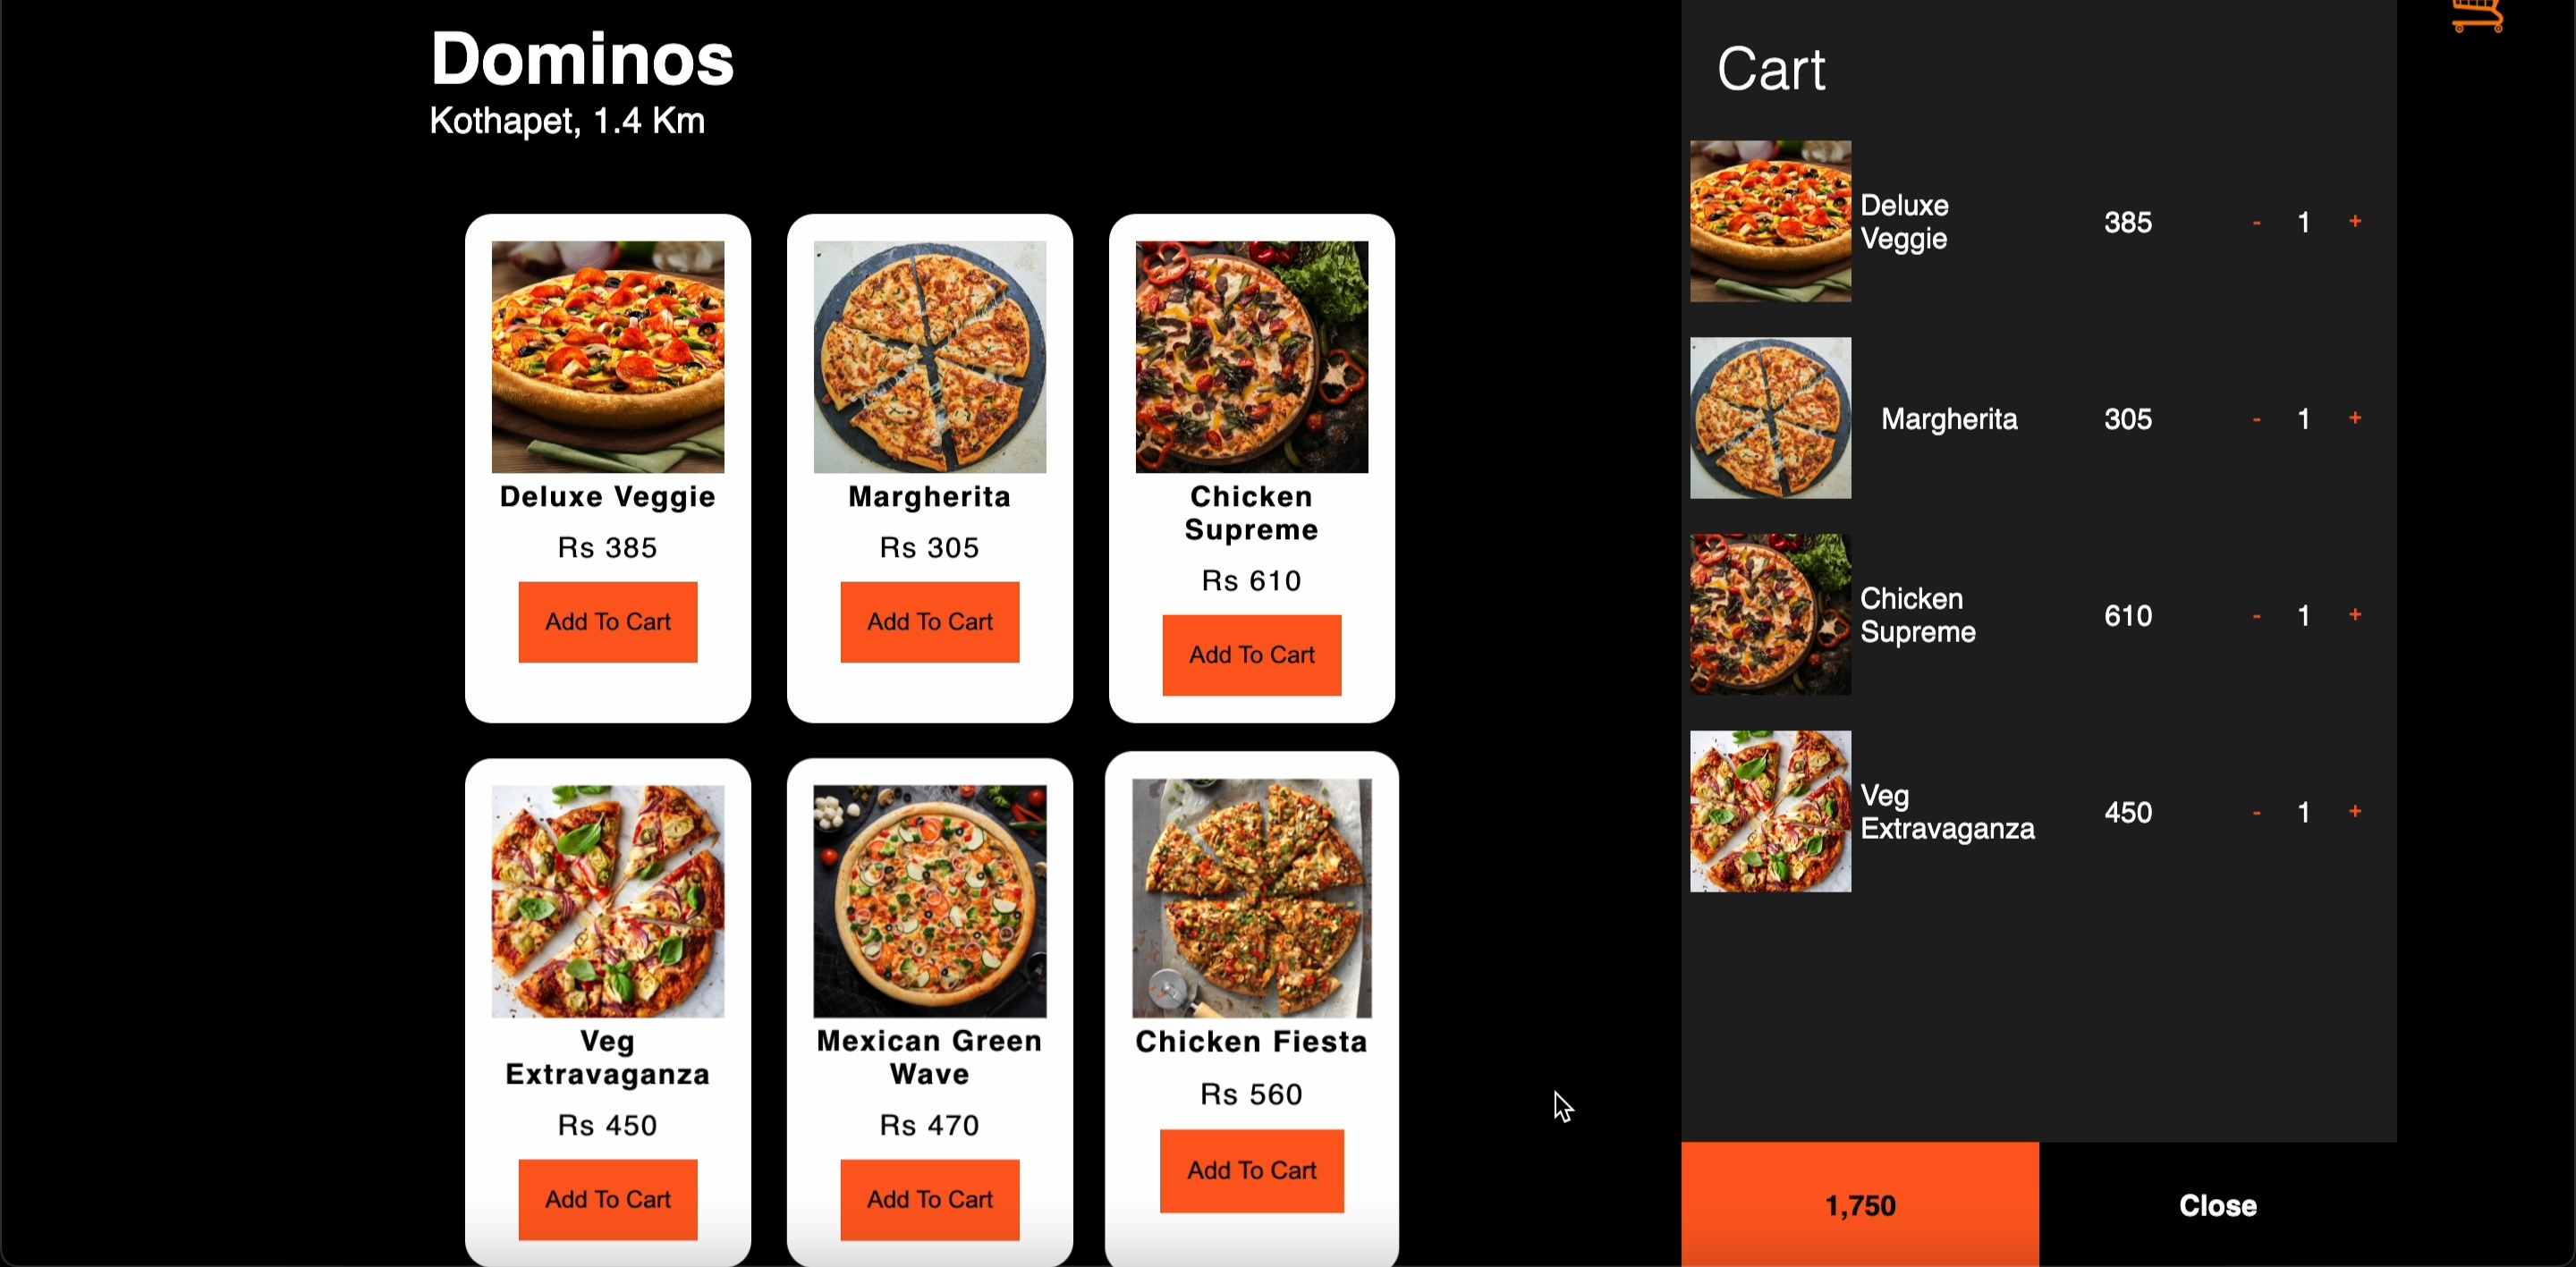 Dominos
Kothapet, 1.4 Km
Deluxe Veggie
Rs 385
Add To Cart
Margherita
Rs 305
Add To Cart
Chicken
Supreme
Rs 610
Add To Cart
Veg
Extravaganza
Rs 450
Add To Cart
Mexican Green
Wave
Rs 470
Add To Cart
Chicken Fiesta
Rs 560
Add To Cart
Cart
Deluxe
Veggie
385
- 1 +
Margherita
305
- 1 +
Chicken
Supreme
610
- 1 +
Veg
Extravaganza
450
- 1 +
1,750
Close